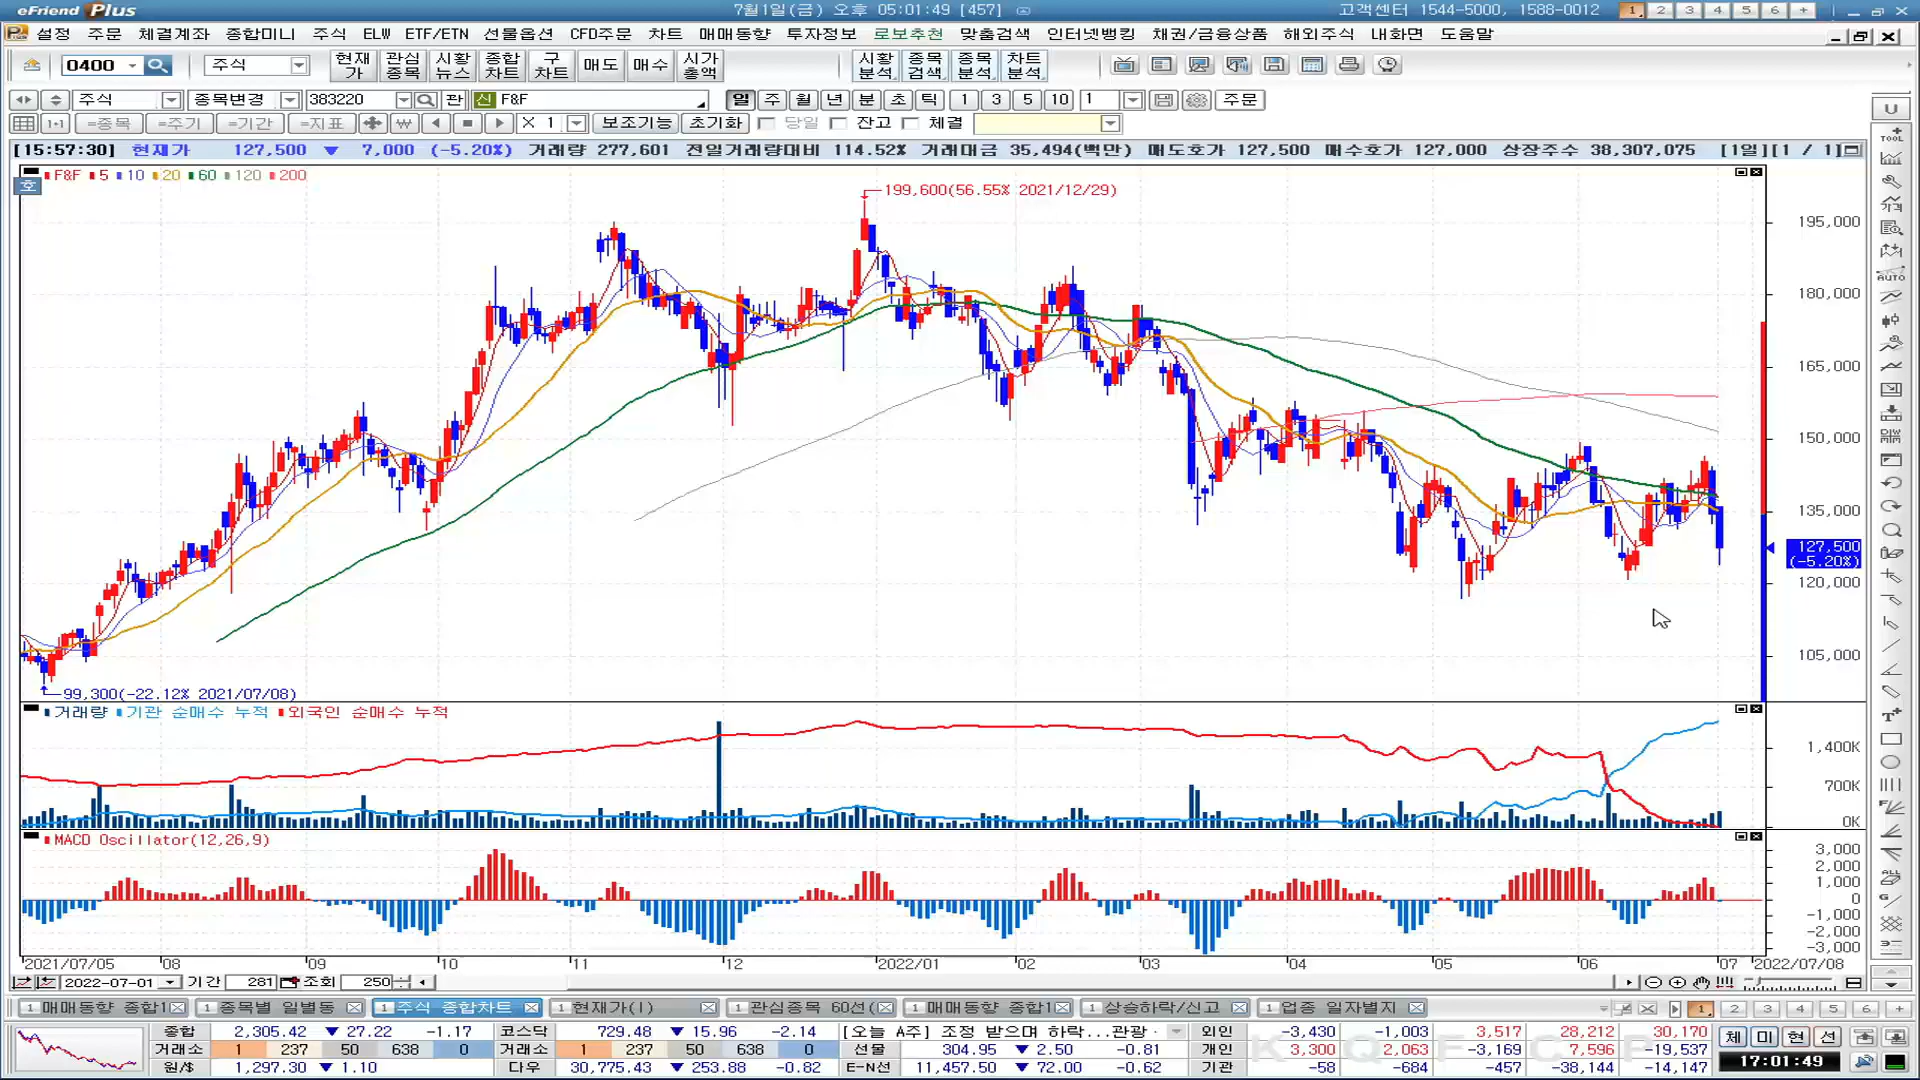 eFriend Plus 7월1일(금) 오후 05:01:49 [457] 고객센터 1544-5000, 1588-0012 1 2 3 4 5 6 +
설정 주문 체결계좌 종합미니 주식 ELW ETF/ETN 선물옵션 CFD주문 차트 매매동향 투자정보 로보추천 맞춤검색 인터넷뱅킹 채권/금융상품 해외주식 내화면 도움말
0400 주식 현재가 관심종목 시황뉴스 종합차트 구차트 매도 매수 시가총액 시황분석 종목검색 종목분석 차트분석
주식 종목변경 383220 관 신 F&F 일 주 월 년 분 초 틱 1 3 5 10 1 주문
=종목 =주기 =기간 =지표 X 1 보조기능 초기화 당일 잔고 체결
[15:57:30] 현재가 127,500 ▼ 7,000 (-5.20%) 거래량 277,601 전일거래량대비 114.52% 거래대금 35,494(백만) 매도호가 127,500 매수호가 127,000 상장주수 38,307,075 [1일][1 / 1]
호 F&F 5 10 20 60 120 200
199,600(56.55% 2021/12/29)
195,000
180,000
165,000
150,000
135,000
127,500
(-5.20%)
120,000
105,000
99,300(-22.12% 2021/07/08)
거래량 기관 순매수 누적 외국인 순매수 누적
1,400K
700K
0K
MACD Oscillator(12,26,9)
3,000
2,000
1,000
0
-1,000
-2,000
-3,000
2021/07/05 08 09 10 11 12 2022/01 02 03 04 05 06 07 2022/07/08
2022-07-01 기간 281 조회 250
1 매매동향 종합1 1 종목별 일별동 1 주식 종합차트 1 현재가(I) 1 관심종목 60선( 1 매매동향 종합1 1 상승하락/신고 1 업종 일자별지 1 2 3 4 5 6 +
종합 2,305.42 ▼ 27.22 -1.17 코스닥 729.48 ▼ 15.96 -2.14 [오늘 A주] 조정 받으며 하락...관광· 외인 -3,430 -1,003 3,517 28,212 30,170 체 미 현 선
거래소 1 237 50 638 0 거래소 1 237 50 638 0 선물 304.95 ▼ 2.50 -0.81 개인 3,300 2,063 -3,169 7,596 -19,537
원/$ 1,297.30 ▼ 1.10 다우 30,775.43 ▼ 253.88 -0.82 E-N선 11,457.50 ▼ 72.00 -0.62 기관 -58 -684 -457 -38,144 -14,147 17:01:49
U
TOOL
AUTO
ALL